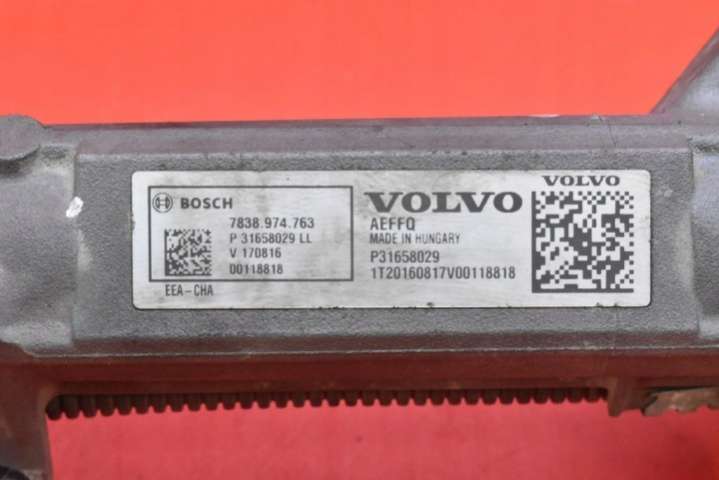 BOSCH
7838.974.763
P 31658029 LL
V 170816
00118818
EEA-CHA
VOLVO
AEFFQ
MADE IN HUNGARY
P31658029
1T20160817V00118818
VOLVO